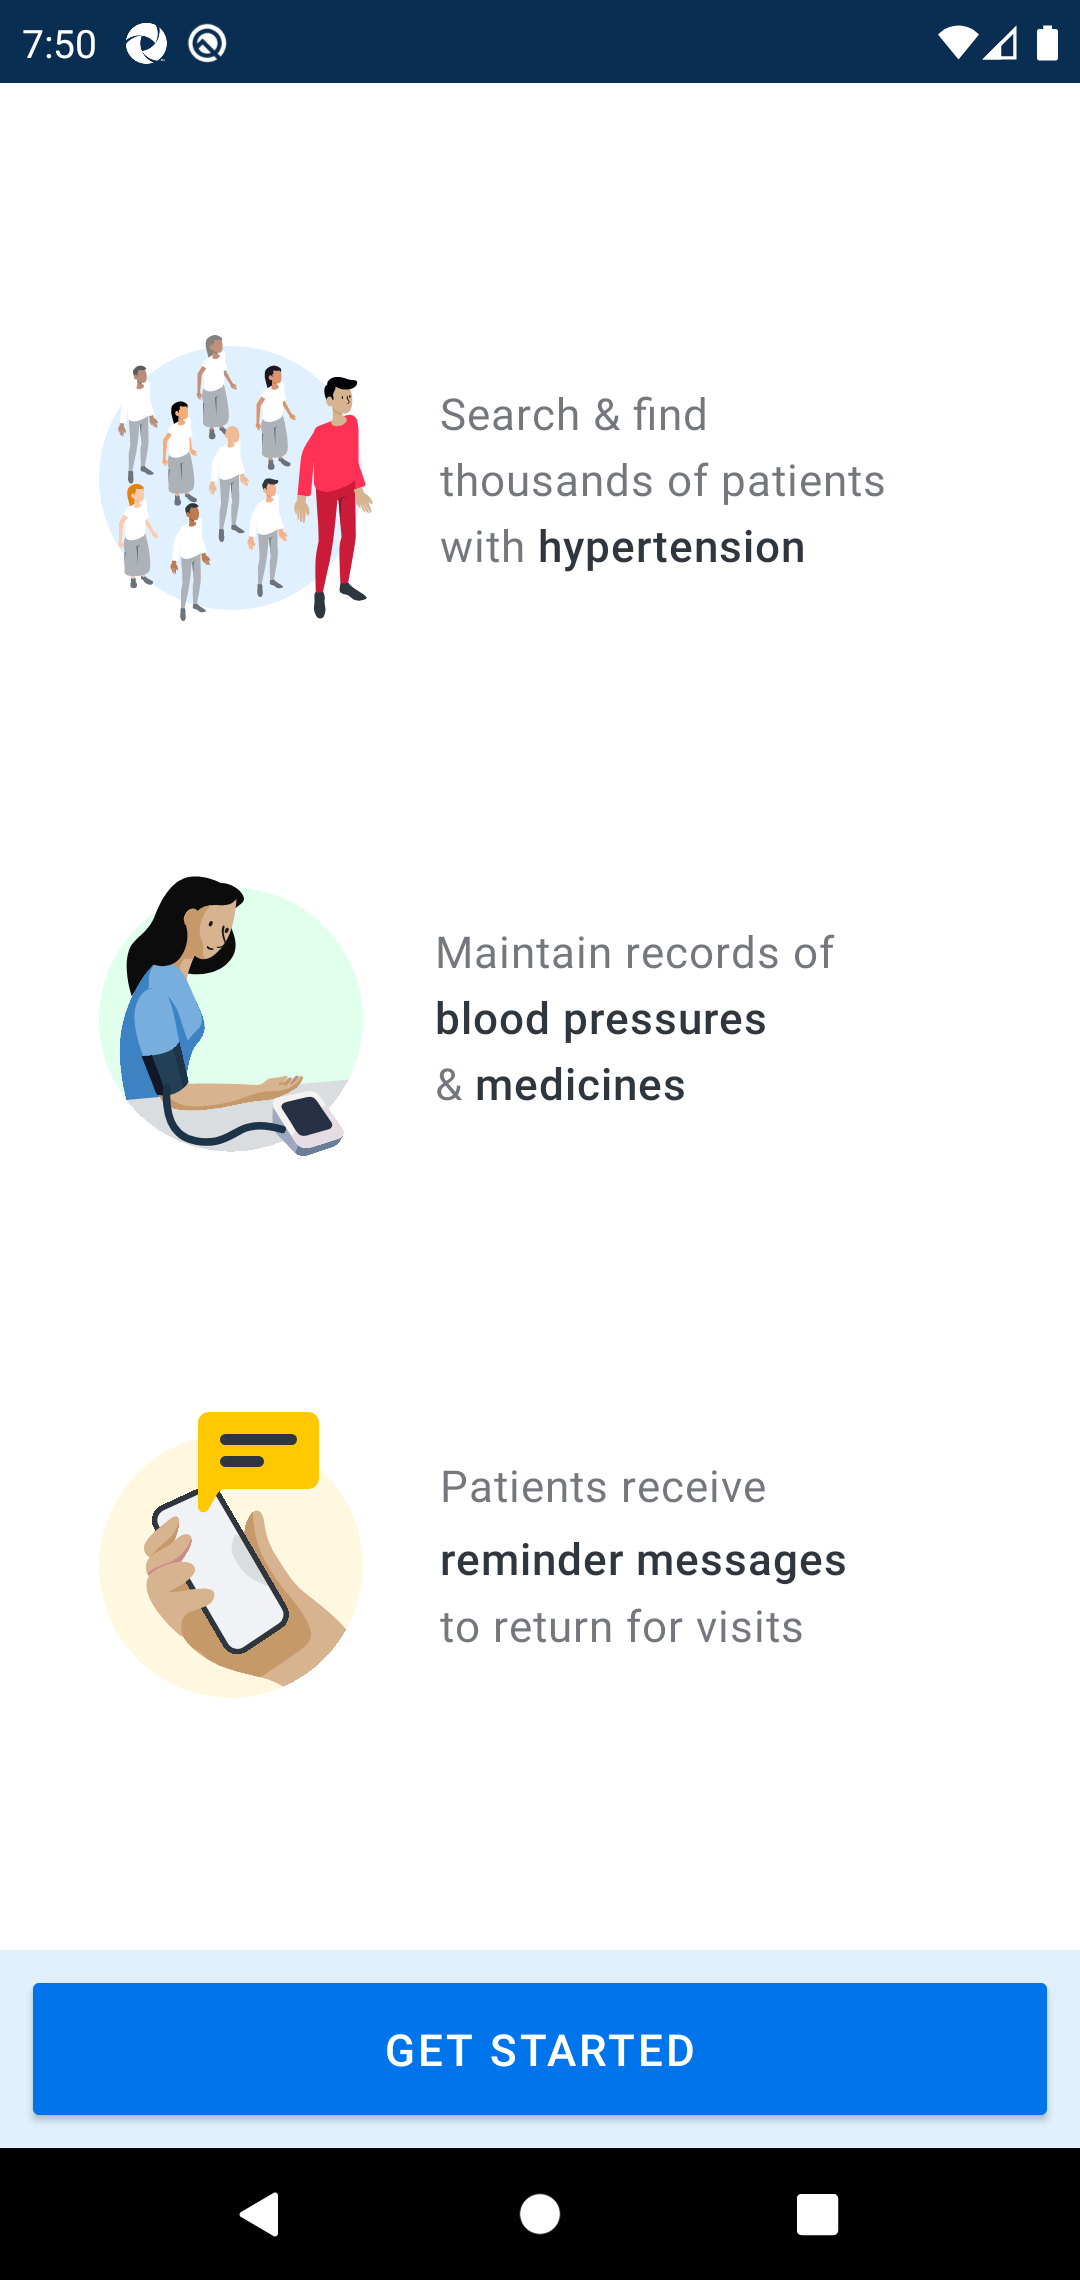 7:50
Search & find
thousands of patients
with hypertension
Maintain records of
blood pressures
& medicines
Patients receive
reminder messages
to return for visits
GET STARTED